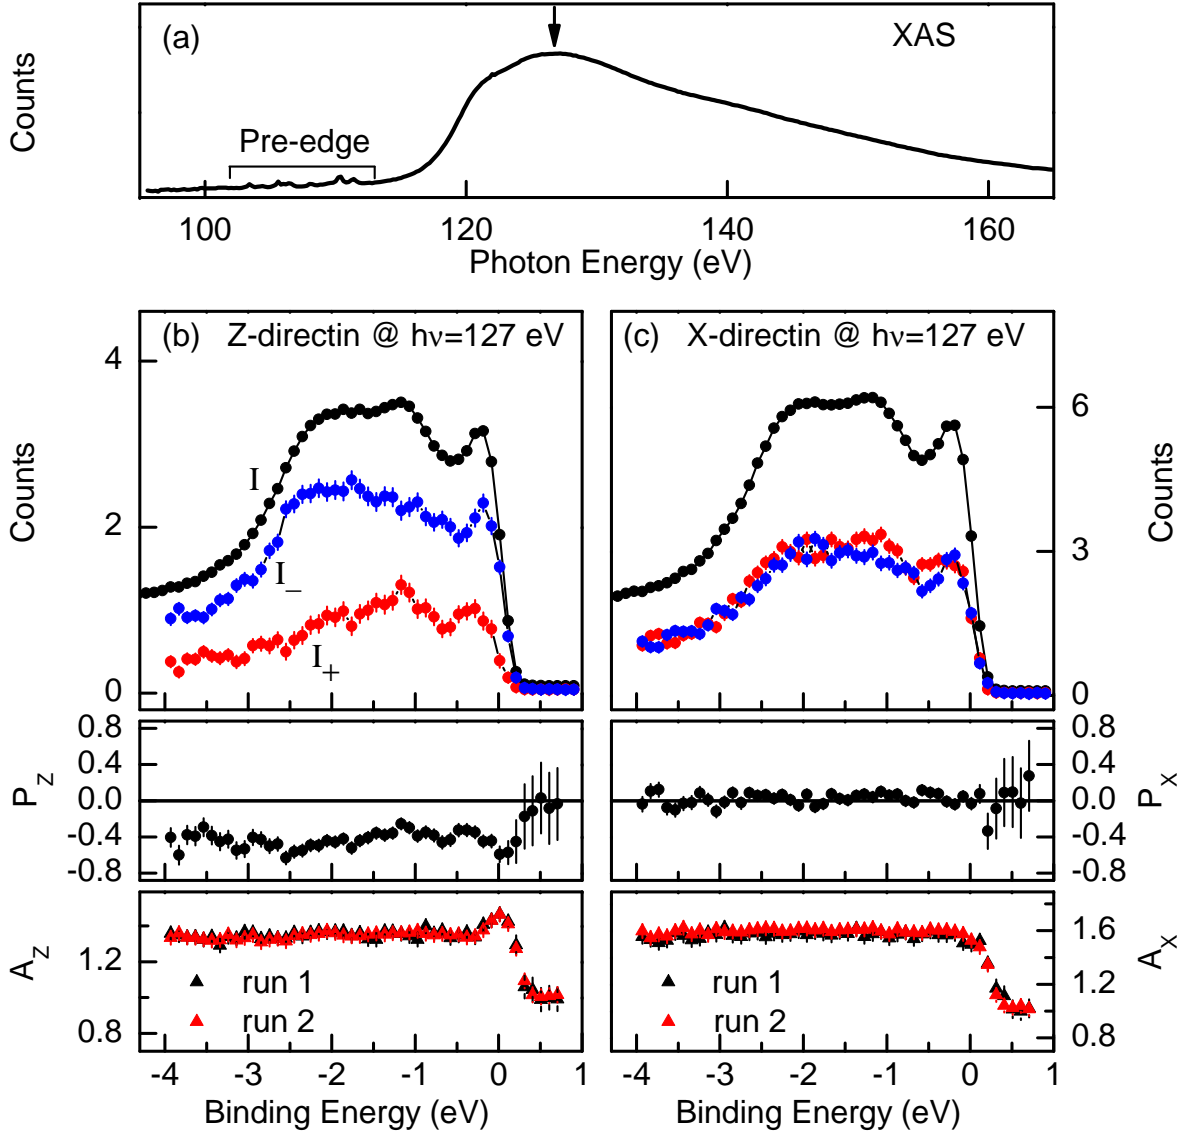 (a)
XAS
Counts
Pre-edge
100 120 140 160
Photon Energy (eV)
(b) Z-directin @ hν=127 eV
4
2
0
Counts
I
I_
I+
(c) X-directin @ hν=127 eV
6
3
0
Counts
0.8
0.4
0.0
-0.4
-0.8
PZ
0.8
0.4
0.0
-0.4
-0.8
PX
1.2
0.8
AZ
run 1
run 2
-4 -3 -2 -1 0 1
Binding Energy (eV)
1.6
1.2
0.8
AX
run 1
run 2
-4 -3 -2 -1 0 1
Binding Energy (eV)